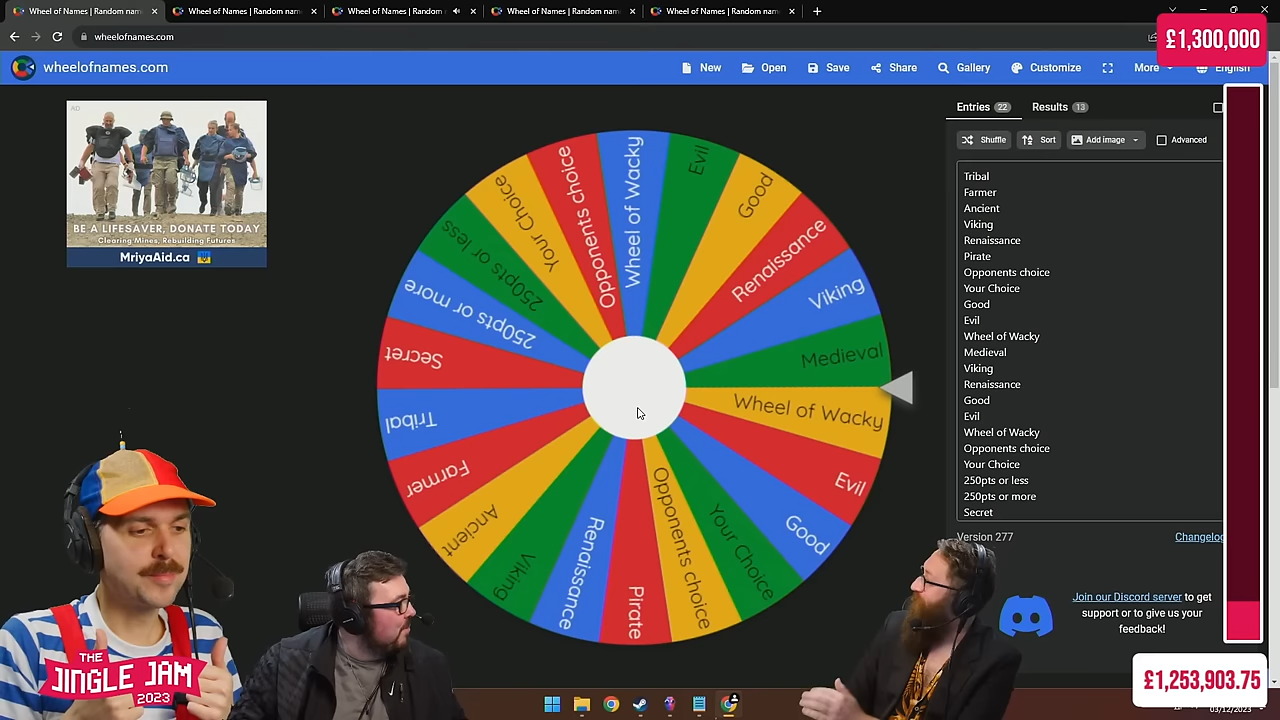 Wheel of Names | Random name
Wheel of Names | Random name
Wheel of Names | Random
Wheel of Names | Random name
Wheel of Names | Random name
wheelofnames.com
£1,300,000
wheelofnames.com
New
Open
Save
Share
Gallery
Customize
More
English
AD
BE A LIFESAVER, DONATE TODAY
Clearing Mines, Rebuilding Futures
MriyaAid.ca
Entries 22
Results 13
Shuffle
Sort
Add image
Advanced
Tribal
Farmer
Ancient
Viking
Renaissance
Pirate
Opponents choice
Your Choice
Good
Evil
Wheel of Wacky
Medieval
Viking
Renaissance
Good
Evil
Wheel of Wacky
Opponents choice
Your Choice
250pts or less
250pts or more
Secret
Wheel of Wacky
Evil
Good
Renaissance
Viking
Medieval
Wheel of Wacky
Evil
Good
Your Choice
Opponents choice
Pirate
Renaissance
Viking
Ancient
Farmer
Tribal
Secret
250pts or more
250pts or less
Your Choice
Opponents choice
Version 277
Changelog
Join our Discord server to get
support or to give us your
feedback!
THE
JINGLE JAM
2023
£1,253,903.75